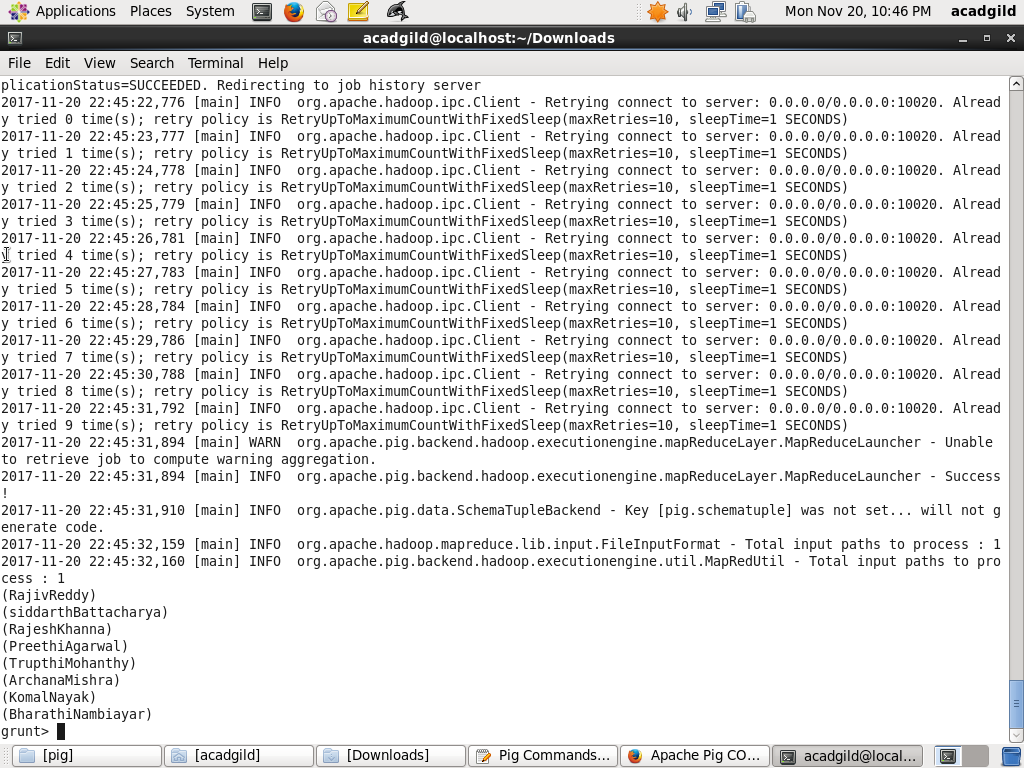 Applications Places System Mon Nov 20, 10:46 PM acadgild
acadgild@localhost:~/Downloads
File Edit View Search Terminal Help
plicationStatus=SUCCEEDED. Redirecting to job history server
2017-11-20 22:45:22,776 [main] INFO  org.apache.hadoop.ipc.Client - Retrying connect to server: 0.0.0.0/0.0.0.0:10020. Alread
y tried 0 time(s); retry policy is RetryUpToMaximumCountWithFixedSleep(maxRetries=10, sleepTime=1 SECONDS)
2017-11-20 22:45:23,777 [main] INFO  org.apache.hadoop.ipc.Client - Retrying connect to server: 0.0.0.0/0.0.0.0:10020. Alread
y tried 1 time(s); retry policy is RetryUpToMaximumCountWithFixedSleep(maxRetries=10, sleepTime=1 SECONDS)
2017-11-20 22:45:24,778 [main] INFO  org.apache.hadoop.ipc.Client - Retrying connect to server: 0.0.0.0/0.0.0.0:10020. Alread
y tried 2 time(s); retry policy is RetryUpToMaximumCountWithFixedSleep(maxRetries=10, sleepTime=1 SECONDS)
2017-11-20 22:45:25,779 [main] INFO  org.apache.hadoop.ipc.Client - Retrying connect to server: 0.0.0.0/0.0.0.0:10020. Alread
y tried 3 time(s); retry policy is RetryUpToMaximumCountWithFixedSleep(maxRetries=10, sleepTime=1 SECONDS)
2017-11-20 22:45:26,781 [main] INFO  org.apache.hadoop.ipc.Client - Retrying connect to server: 0.0.0.0/0.0.0.0:10020. Alread
y tried 4 time(s); retry policy is RetryUpToMaximumCountWithFixedSleep(maxRetries=10, sleepTime=1 SECONDS)
2017-11-20 22:45:27,783 [main] INFO  org.apache.hadoop.ipc.Client - Retrying connect to server: 0.0.0.0/0.0.0.0:10020. Alread
y tried 5 time(s); retry policy is RetryUpToMaximumCountWithFixedSleep(maxRetries=10, sleepTime=1 SECONDS)
2017-11-20 22:45:28,784 [main] INFO  org.apache.hadoop.ipc.Client - Retrying connect to server: 0.0.0.0/0.0.0.0:10020. Alread
y tried 6 time(s); retry policy is RetryUpToMaximumCountWithFixedSleep(maxRetries=10, sleepTime=1 SECONDS)
2017-11-20 22:45:29,786 [main] INFO  org.apache.hadoop.ipc.Client - Retrying connect to server: 0.0.0.0/0.0.0.0:10020. Alread
y tried 7 time(s); retry policy is RetryUpToMaximumCountWithFixedSleep(maxRetries=10, sleepTime=1 SECONDS)
2017-11-20 22:45:30,788 [main] INFO  org.apache.hadoop.ipc.Client - Retrying connect to server: 0.0.0.0/0.0.0.0:10020. Alread
y tried 8 time(s); retry policy is RetryUpToMaximumCountWithFixedSleep(maxRetries=10, sleepTime=1 SECONDS)
2017-11-20 22:45:31,792 [main] INFO  org.apache.hadoop.ipc.Client - Retrying connect to server: 0.0.0.0/0.0.0.0:10020. Alread
y tried 9 time(s); retry policy is RetryUpToMaximumCountWithFixedSleep(maxRetries=10, sleepTime=1 SECONDS)
2017-11-20 22:45:31,894 [main] WARN  org.apache.pig.backend.hadoop.executionengine.mapReduceLayer.MapReduceLauncher - Unable
to retrieve job to compute warning aggregation.
2017-11-20 22:45:31,894 [main] INFO  org.apache.pig.backend.hadoop.executionengine.mapReduceLayer.MapReduceLauncher - Success
!
2017-11-20 22:45:31,910 [main] INFO  org.apache.pig.data.SchemaTupleBackend - Key [pig.schematuple] was not set... will not g
enerate code.
2017-11-20 22:45:32,159 [main] INFO  org.apache.hadoop.mapreduce.lib.input.FileInputFormat - Total input paths to process : 1
2017-11-20 22:45:32,160 [main] INFO  org.apache.pig.backend.hadoop.executionengine.util.MapRedUtil - Total input paths to pro
cess : 1
(RajivReddy)
(siddarthBattacharya)
(RajeshKhanna)
(PreethiAgarwal)
(TrupthiMohanthy)
(ArchanaMishra)
(KomalNayak)
(BharathiNambiayar)
grunt>
[pig] [acadgild] [Downloads] Pig Commands... Apache Pig CO... acadgild@local...